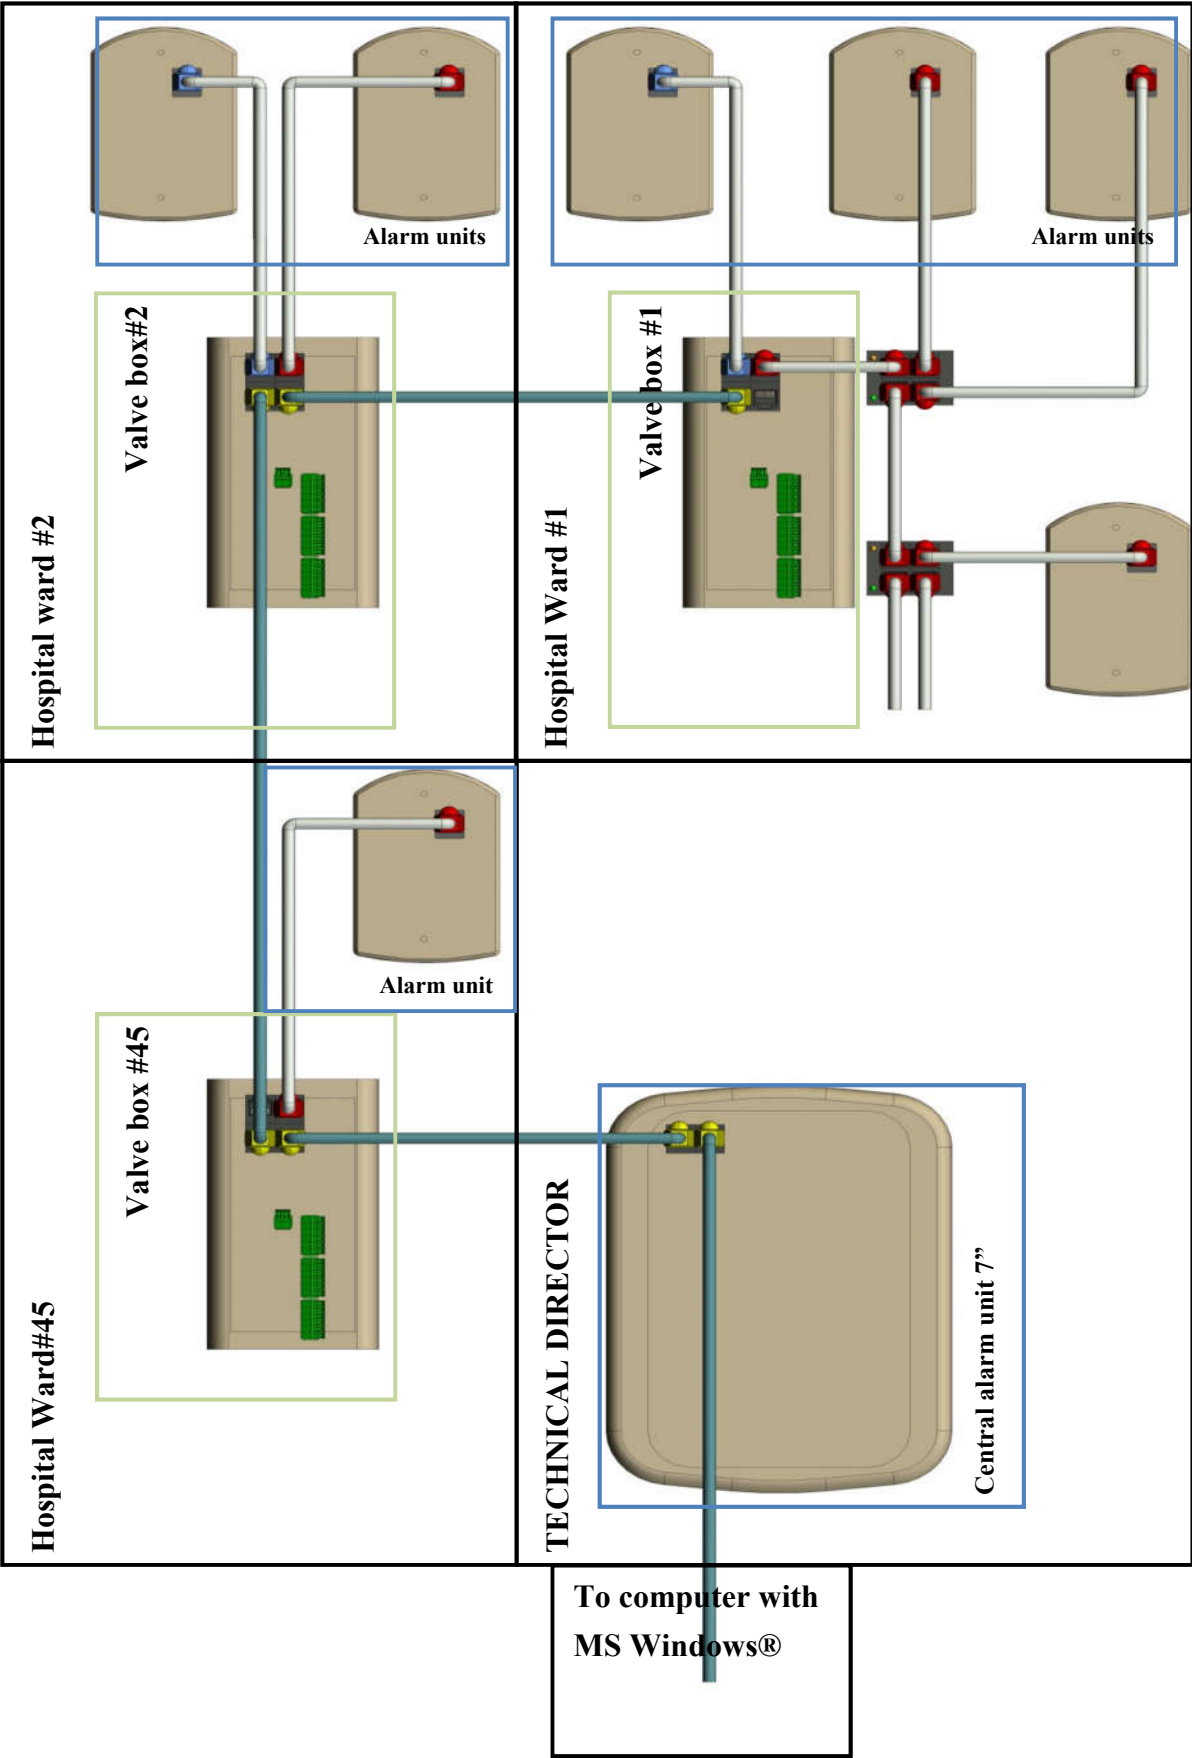 Alarm units
Valve box#2
Hospital ward #2
Alarm units
Valve box #1
Hospital Ward #1
Alarm unit
Valve box #45
Hospital Ward#45
TECHNICAL DIRECTOR
Central alarm unit 7”
To computer with
MS Windows®